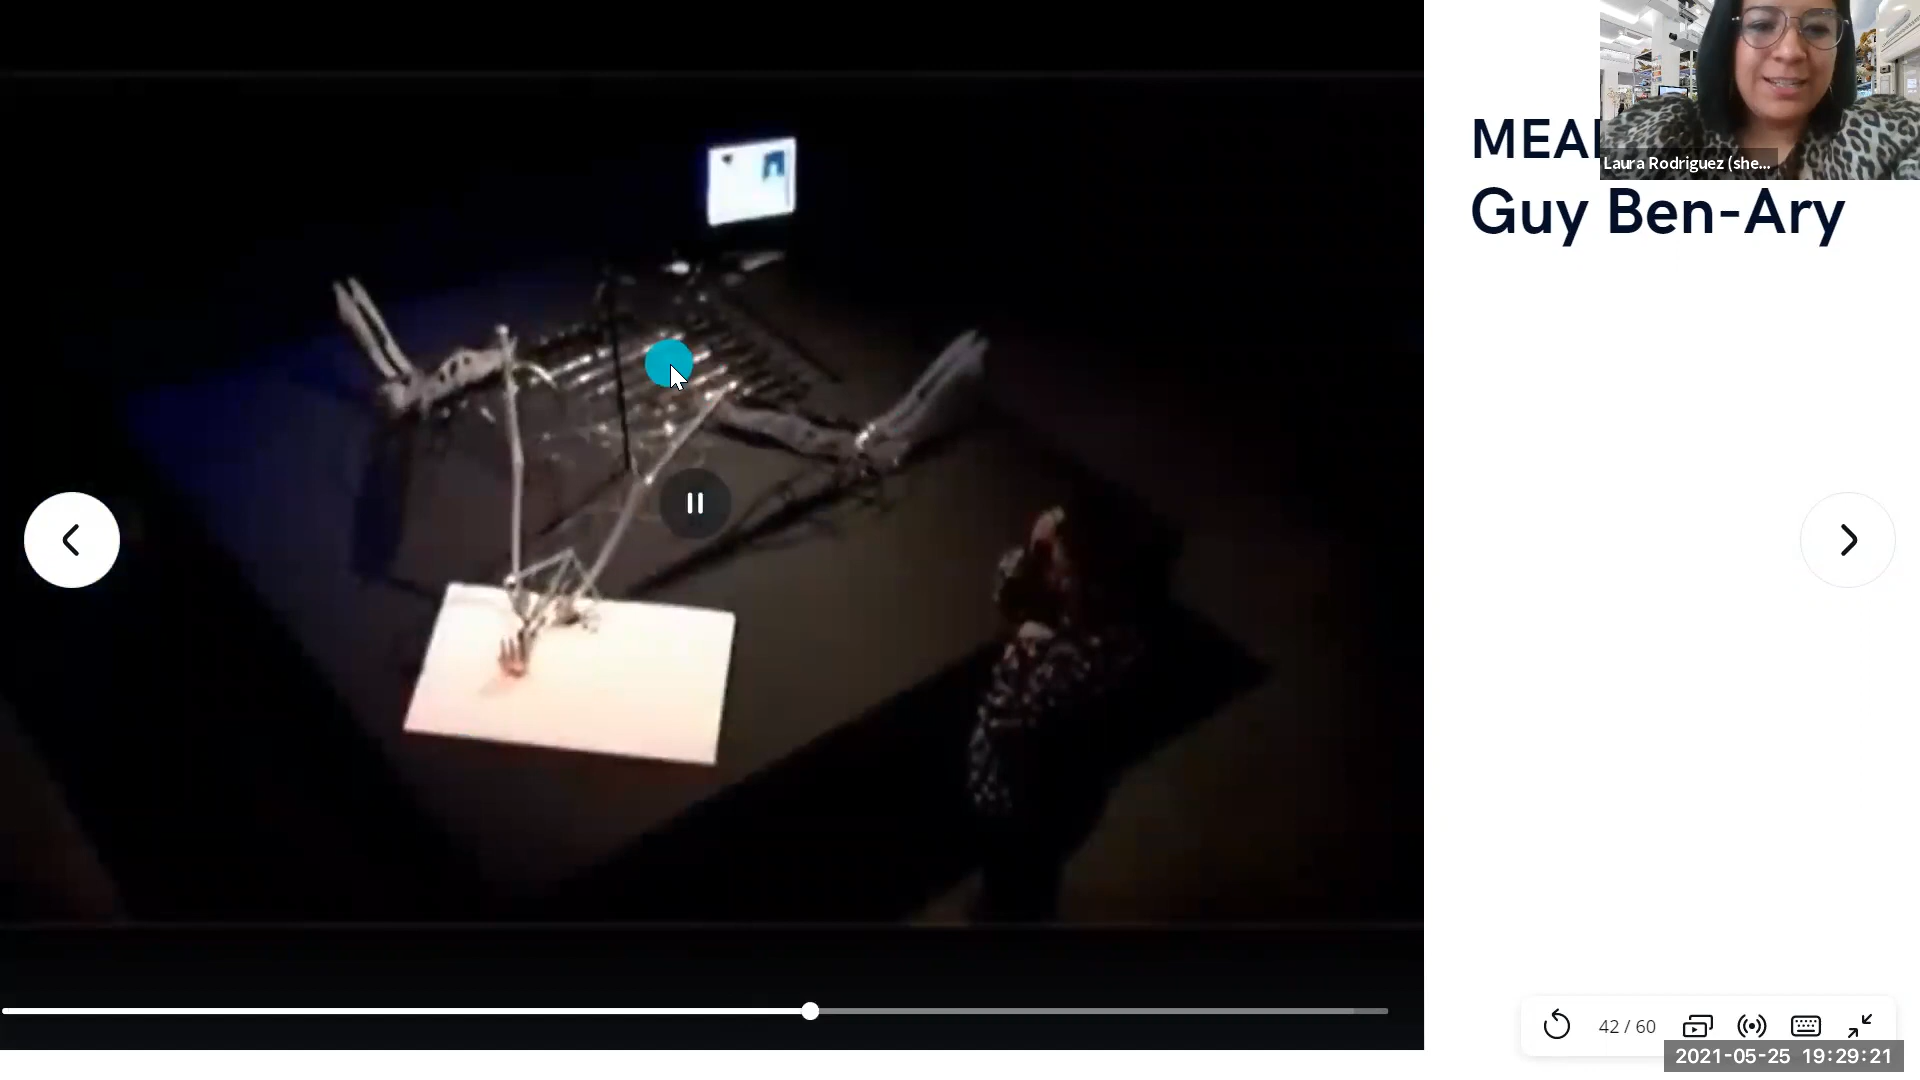 MEA
Laura Rodriguez (she...
Guy Ben-Ary
42 / 60
2021-05-25 19:29:21